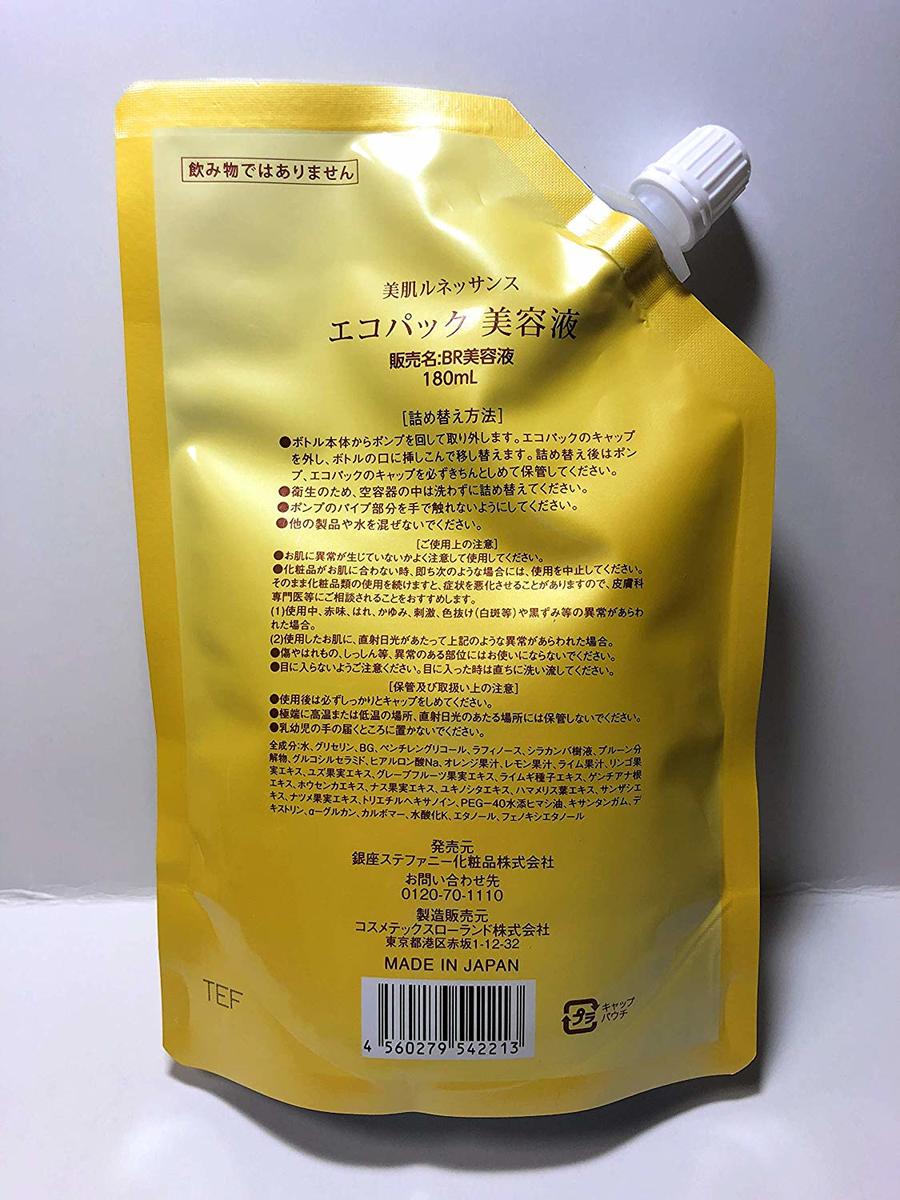 飲み物ではありません
美肌ルネッサンス
エコパック 美容液
販売名:BR美容液
180mL
[詰め替え方法]
●ボトル本体からポンプを回して取り外します。エコパックのキャップ
を外し、ボトルの口に挿しこんで移し替えます。詰め替え後はポン
プ、エコパックのキャップを必ずきちんとしめて保管してください。
●衛生のため、空容器の中は洗わずに詰め替えてください。
●ポンプのパイプ部分を手で触れないようにしてください。
●他の製品や水を混ぜないでください。
[ご使用上の注意]
●お肌に異常が生じていないかよく注意して使用してください。
●化粧品がお肌に合わない時、即ち次のような場合には、使用を中止してください。
そのまま化粧品類の使用を続けますと、症状を悪化させることがありますので、皮膚科
専門医等にご相談されることをおすすめします。
(1)使用中、赤味、はれ、かゆみ、刺激、色抜け(白斑等)や黒ずみ等の異常があらわ
れた場合。
(2)使用したお肌に、直射日光があたって上記のような異常があらわれた場合。
●傷やはれもの、しっしん等、異常のある部位にはお使いにならないでください。
●目に入らないようご注意ください。目に入った時は直ちに洗い流してください。
[保管及び取扱い上の注意]
●使用後は必ずしっかりとキャップをしめてください。
●極端に高温または低温の場所、直射日光のあたる場所には保管しないでください。
●乳幼児の手の届くところに置かないでください。
全成分:水、グリセリン、BG、ペンチレングリコール、ラフィノース、シラカンバ樹液、プルーン分
解物、グルコシルセラミド、ヒアルロン酸Na、オレンジ果汁、レモン果汁、ライム果汁、リンゴ果
実エキス、ユズ果実エキス、グレープフルーツ果実エキス、ライムギ種子エキス、ゲンチアナ根
エキス、ホウセンカエキス、ナス果実エキス、ユキノシタエキス、ハマメリス葉エキス、サンザシエ
キス、ナツメ果実エキス、トリエチルヘキサノイン、PEG-40水添ヒマシ油、キサンタンガム、デ
キストリン、α-グルカン、カルボマー、水酸化K、エタノール、フェノキシエタノール
発売元
銀座ステファニー化粧品株式会社
お問い合わせ先
0120-70-1110
製造販売元
コスメテックスローランド株式会社
東京都港区赤坂1-12-32
MADE IN JAPAN
TEF
4 560279 542213
プラ
キャップ
パウチ